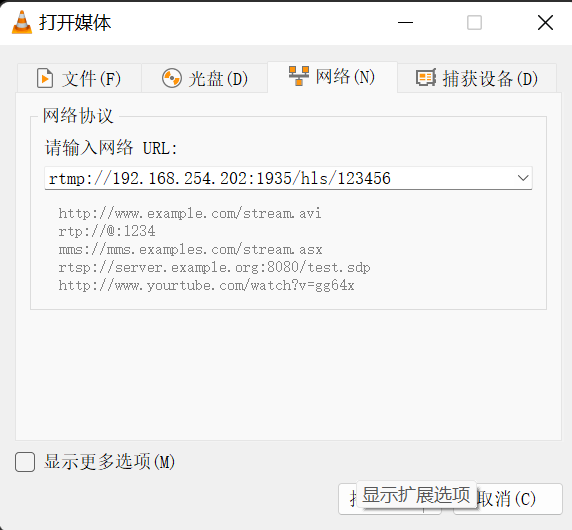 打开媒体
文件(F)
光盘(D)
网络(N)
捕获设备(D)
网络协议
请输入网络 URL:
rtmp://192.168.254.202:1935/hls/123456
http://www.example.com/stream.avi
rtp://@:1234
mms://mms.examples.com/stream.asx
rtsp://server.example.org:8080/test.sdp
http://www.yourtube.com/watch?v=gg64x
显示更多选项(M)
显示扩展选项
取消(C)